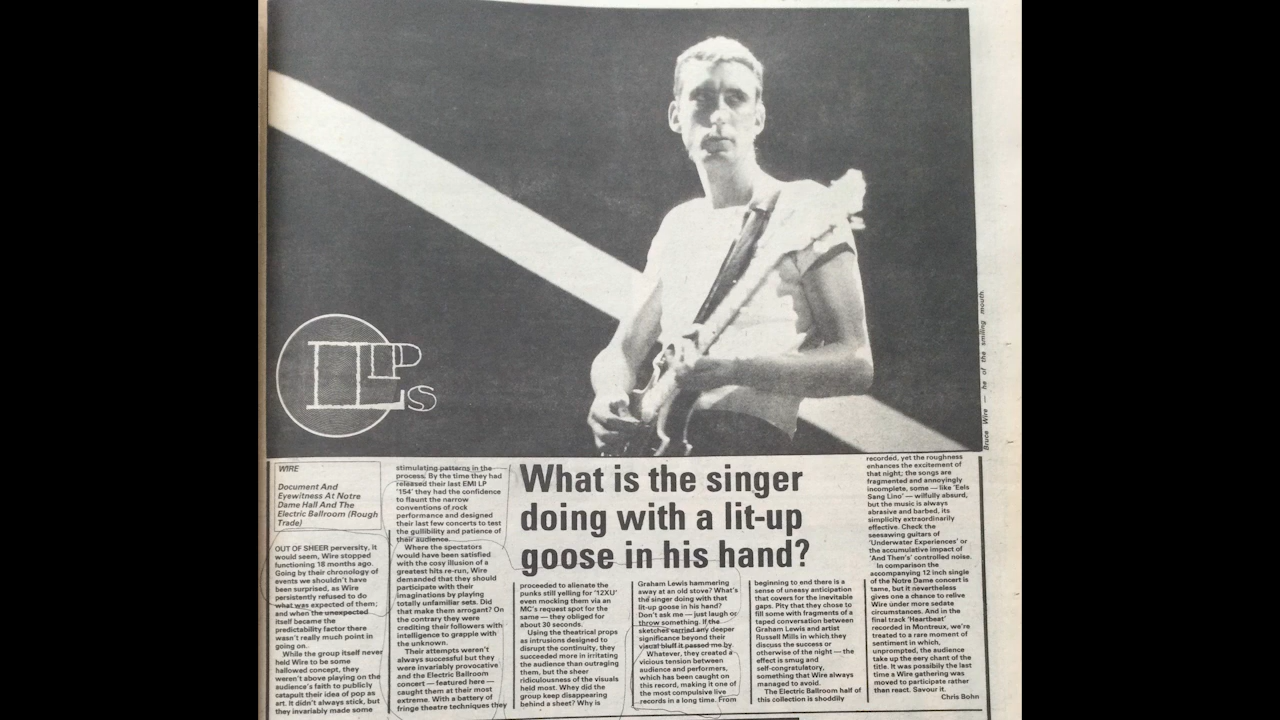 LPs
Bruce Wire — he of the smiling mouth.
WIRE
Document And
Eyewitness At Notre
Dame Hall And The
Electric Ballroom (Rough
Trade)
OUT OF SHEER perversity, it
would seem, Wire stopped
functioning 18 months ago.
Going by their chronology of
events we shouldn't have
been surprised, as Wire
persistently refused to do
what was expected of them;
and when the unexpected
itself became the
predictability factor there
wasn't really much point in
going on.
While the group itself never
held Wire to be some
hallowed concept, they
weren't above playing on the
audience's faith to publicly
catapult their idea of pop as
art. It didn't always stick, but
they invariably made some
stimulating patterns in the
process. By the time they had
released their last EMI LP
'154' they had the confidence
to flaunt the narrow
conventions of rock
performance and designed
their last few concerts to test
the gullibility and patience of
their audience.
Where the spectators
would have been satisfied
with the cosy illusion of a
greatest hits re-run, Wire
demanded that they should
participate with their
imaginations by playing
totally unfamiliar sets. Did
that make them arrogant? On
the contrary they were
crediting their followers with
intelligence to grapple with
the unknown.
Their attempts weren't
always successful but they
were invariably provocative
and the Electric Ballroom
concert — featured here —
caught them at their most
extreme. With a battery of
fringe theatre techniques they
What is the singer
doing with a lit-up
goose in his hand?
proceeded to alienate the
punks still yelling for '12XU'
even mocking them via an
MC's request spot for the
same — they obliged for
about 30 seconds.
Using the theatrical props
as intrusions designed to
disrupt the continuity, they
succeeded more in irritating
the audience than outraging
them, but the sheer
ridiculousness of the visuals
held most. Whey did the
group keep disappearing
behind a sheet? Why is
Graham Lewis hammering
away at an old stove? What's
the singer doing with that
lit-up goose in his hand?
Don't ask me — just laugh or
throw something. If the
sketches carried any deeper
significance beyond their
visual bluff it passed me by.
Whatever, they created a
vicious tension between
audience and performers,
which has been caught on
this record, making it one of
the most compulsive live
records in a long time. From
beginning to end there is a
sense of uneasy anticipation
that covers for the inevitable
gaps. Pity that they chose to
fill some with fragments of a
taped conversation between
Graham Lewis and artist
Russell Mills in which they
discuss the success or
otherwise of the night — the
effect is smug and
self-congratulatory,
something that Wire always
managed to avoid.
The Electric Ballroom half of
this collection is shoddily
recorded, yet the roughness
enhances the excitement of
that night; the songs are
fragmented and annoyingly
incomplete, some — like 'Eels
Sang Lino' — wilfully absurd,
but the music is always
abrasive and barbed, its
simplicity extraordinarily
effective. Check the
seesawing guitars of
'Underwater Experiences' or
the accumulative impact of
'And Then's' controlled noise.
In comparison the
accompanying 12 inch single
of the Notre Dame concert is
tame, but it nevertheless
gives one a chance to relive
Wire under more sedate
circumstances. And in the
final track 'Heartbeat'
recorded in Montreux, we're
treated to a rare moment of
sentiment in which,
unprompted, the audience
take up the eery chant of the
title. It was possibily the last
time a Wire gathering was
moved to participate rather
than react. Savour it.
Chris Bohn